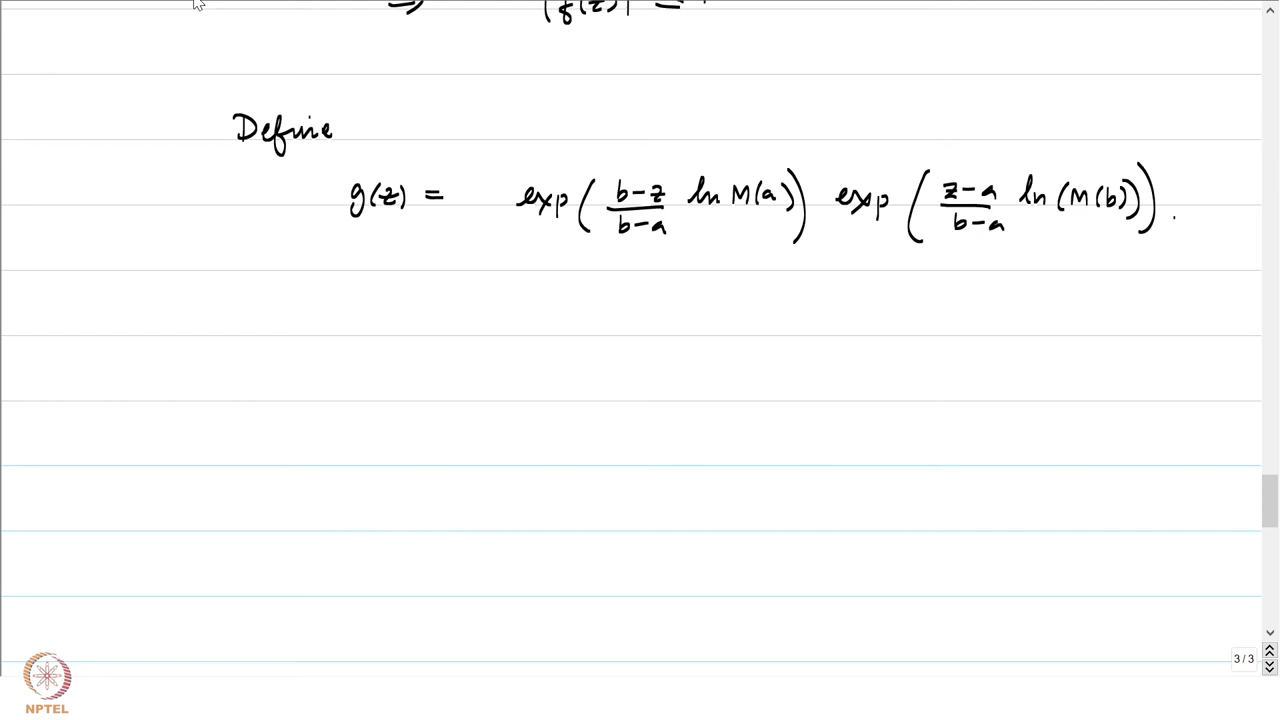 ⇒ |f(z)| ≤
Define
g(z) = exp( (b-z)/(b-a) ln M(a) ) exp( (z-a)/(b-a) ln (M(b)) ).
3 / 3
NPTEL